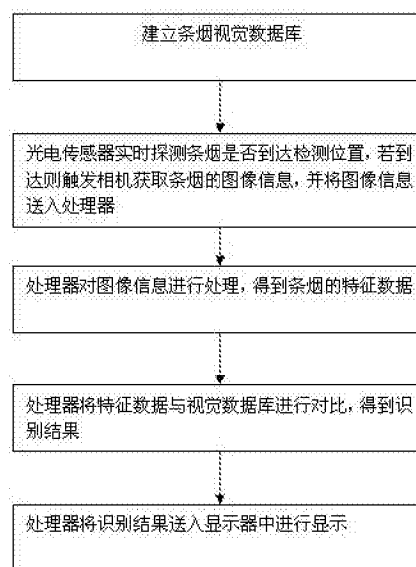 建立条烟视觉数据库
光电传感器实时探测条烟是否到达检测位置，若到
达则触发相机获取条烟的图像信息，并将图像信息
送入处理器
处理器对图像信息进行处理，得到条烟的特征数据
处理器将特征数据与视觉数据库进行对比，得到识
别结果
处理器将识别结果送入显示器中进行显示